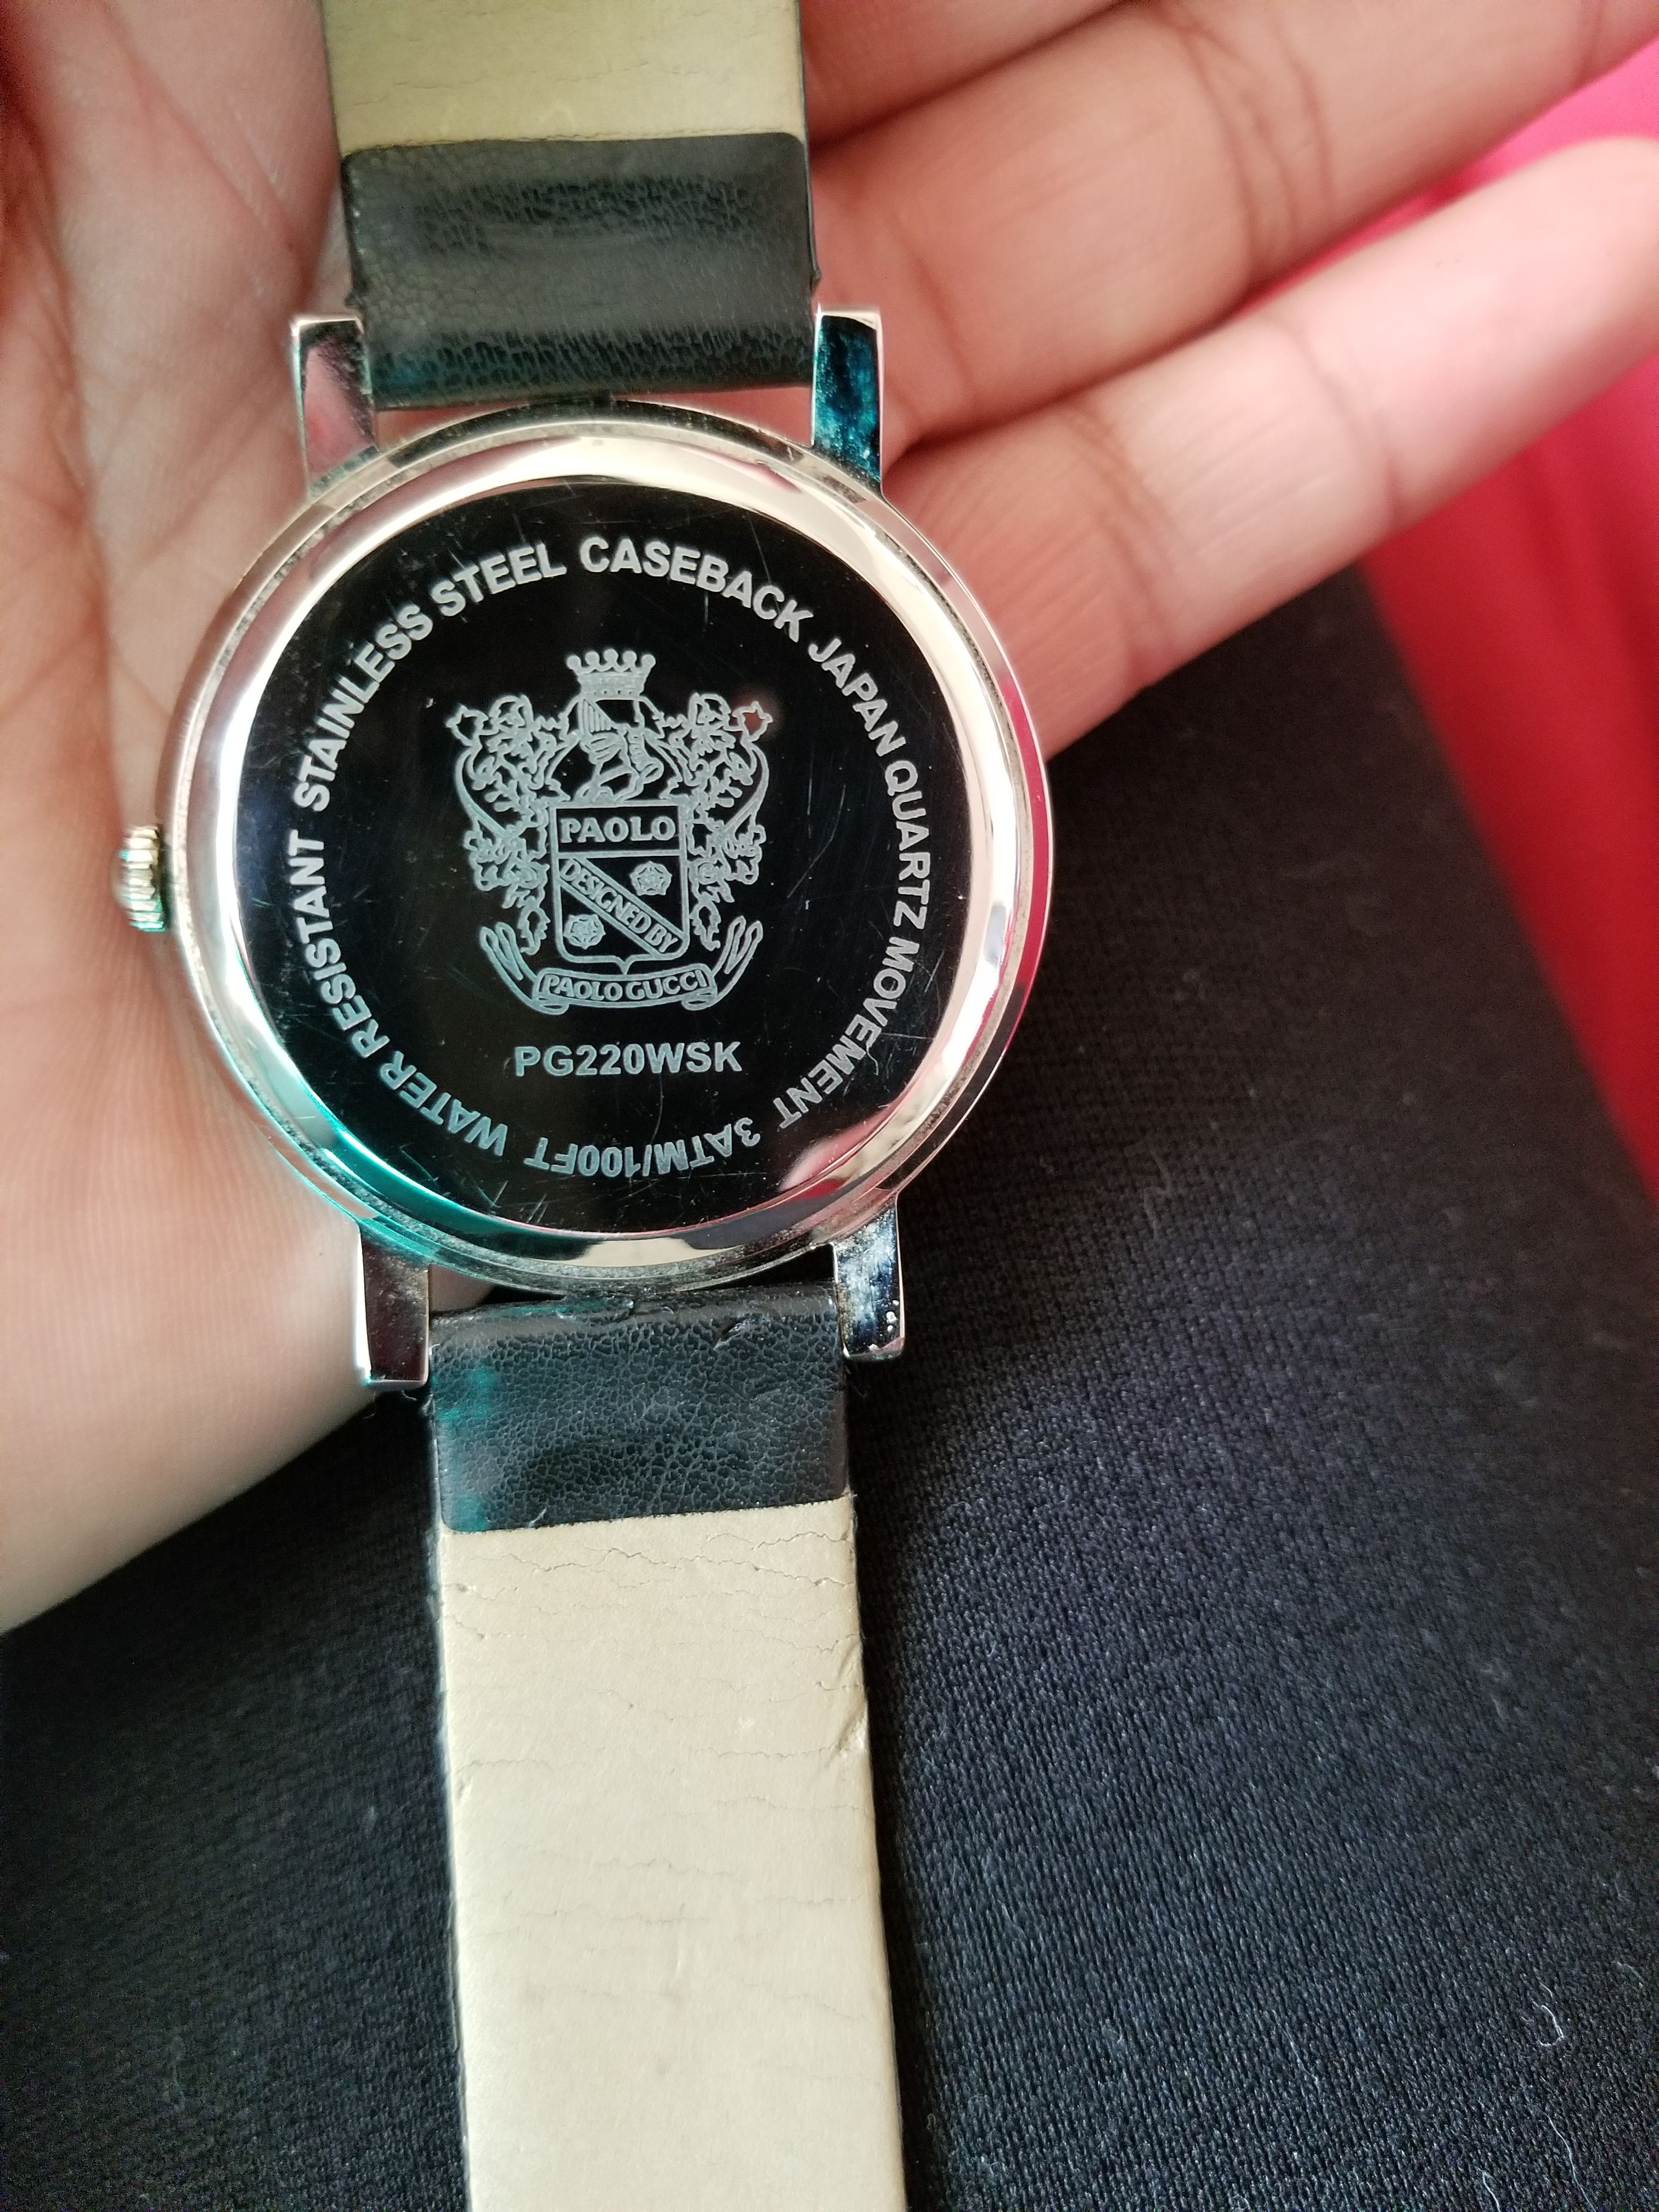 WATER RESISTANT STAINLESS STEEL CASEBACK JAPAN QUARTZ MOVEMENT 3ATM/100FT
PAOLO
DESIGNED BY
PAOLO GUCCI
PG220WSK